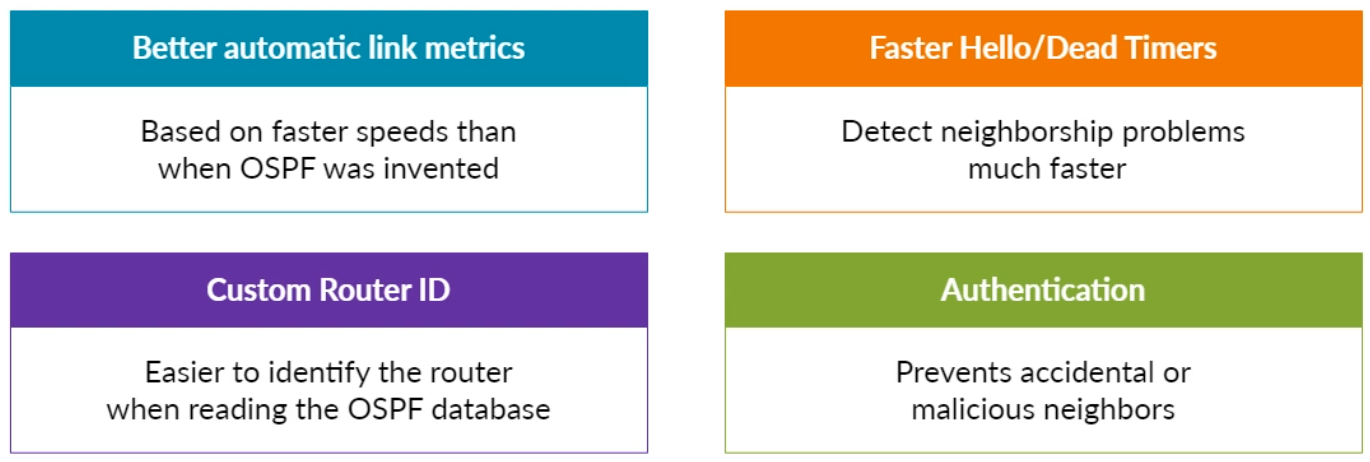 Better automatic link metrics
Based on faster speeds than
when OSPF was invented
Faster Hello/Dead Timers
Detect neighborship problems
much faster
Custom Router ID
Easier to identify the router
when reading the OSPF database
Authentication
Prevents accidental or
malicious neighbors